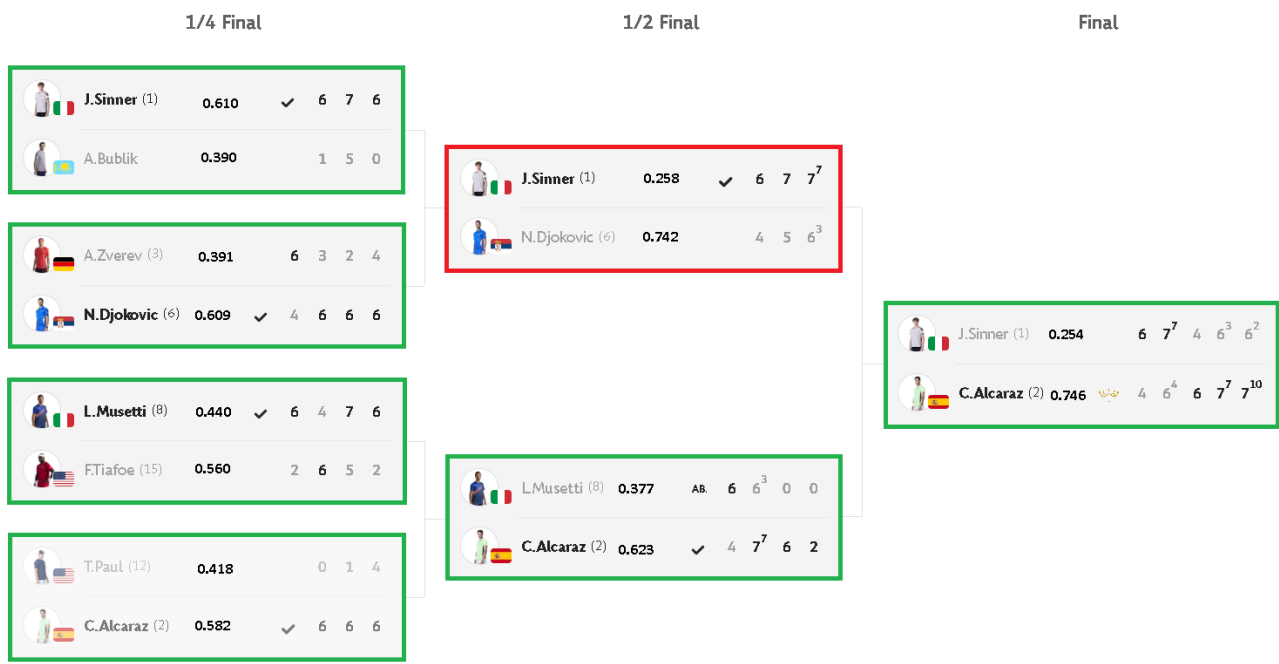 1/4 Final 1/2 Final Final
J.Sinner (1) 0.610 ✓ 6 7 6
A.Bublik 0.390 1 5 0
A.Zverev (3) 0.391 6 3 2 4
N.Djokovic (6) 0.609 ✓ 4 6 6 6
L.Musetti (8) 0.440 ✓ 6 4 7 6
F.Tiafoe (15) 0.560 2 6 5 2
T.Paul (12) 0.418 0 1 4
C.Alcaraz (2) 0.582 ✓ 6 6 6
J.Sinner (1) 0.258 ✓ 6 7 7⁷
N.Djokovic (6) 0.742 4 5 6³
L.Musetti (8) 0.377 AB. 6 6³ 0 0
C.Alcaraz (2) 0.623 ✓ 4 7⁷ 6 2
J.Sinner (1) 0.254 6 7⁷ 4 6³ 6²
C.Alcaraz (2) 0.746 4 6⁴ 6 7⁷ 7¹⁰